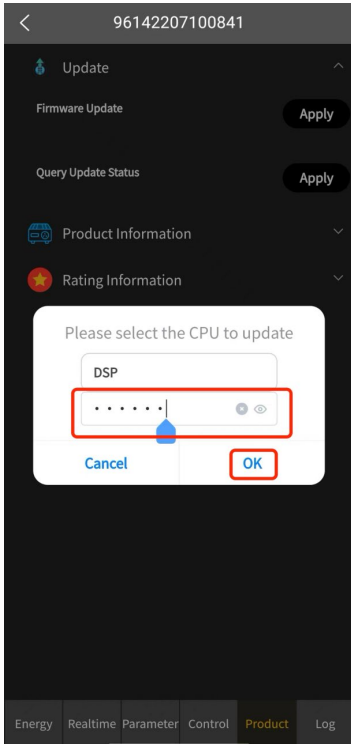 96142207100841
Update
Firmware Update
Apply
Query Update Status
Apply
Product Information
Rating Information
Please select the CPU to update
DSP
••••••
Cancel
OK
Energy Realtime Parameter Control Product Log